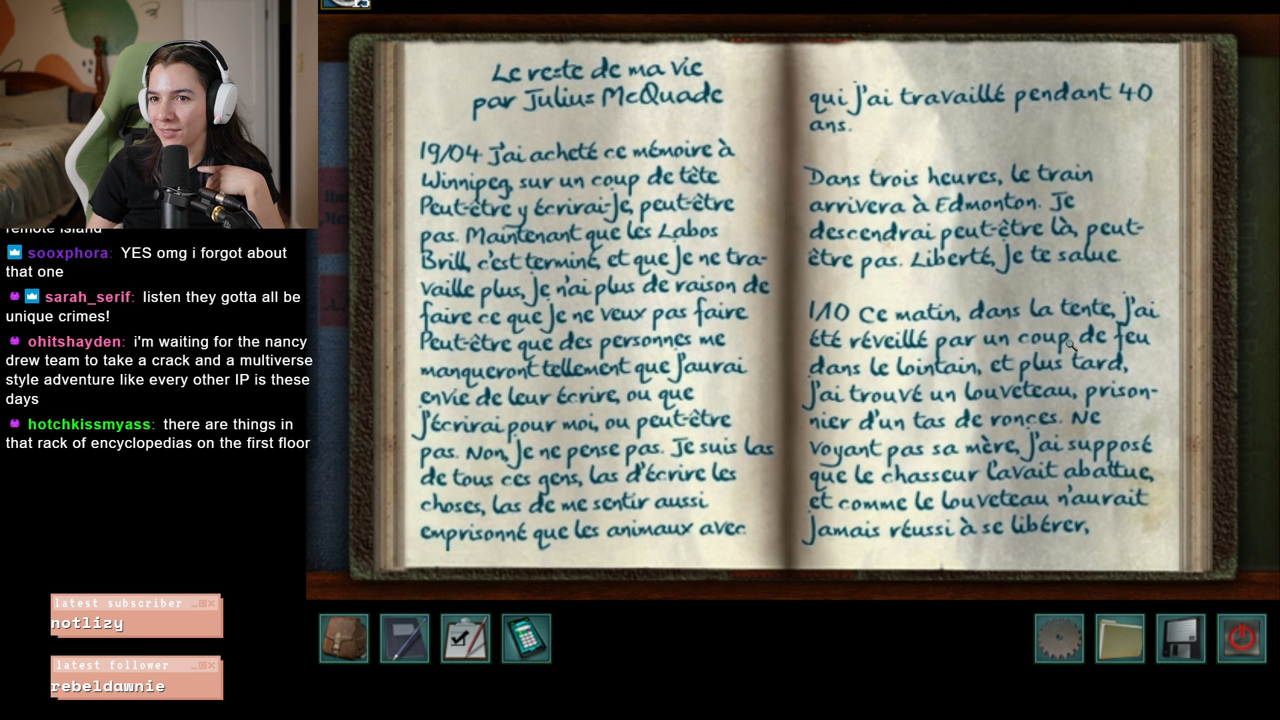 remote island
sooxphora: YES omg i forgot about
that one
sarah_serif: listen they gotta all be
unique crimes!
ohitshayden: i'm waiting for the nancy
drew team to take a crack and a multiverse
style adventure like every other IP is these
days
hotchkissmyass: there are things in
that rack of encyclopedias on the first floor
latest subscriber
notlizy
latest follower
rebeldawnie
Le reste de ma vie
par Julius McQuade
19/04 J'ai acheté ce mémoire à
Winnipeg, sur un coup de tête
Peut-être y écrirai-je, peut-être
pas. Maintenant que les Labos
Brill, c'est terminé, et que je ne tra-
vaille plus, je n'ai plus de raison de
faire ce que je ne veux pas faire
Peut-être que des personnes me
manqueront tellement que j'aurai
envie de leur écrire, ou que
j'écrirai pour moi, ou peut-être
pas. Non, je ne pense pas. Je suis las
de tous ces gens, las d'écrire les
choses, las de me sentir aussi
emprisonné que les animaux avec
qui j'ai travaillé pendant 40
ans.
Dans trois heures, le train
arrivera à Edmonton. Je
descendrai peut-être là, peut-
être pas. Liberté, je te salue
1/10 Ce matin, dans la tente, j'ai
été réveillé par un coup de feu
dans le lointain, et plus tard,
j'ai trouvé un louveteau, prison-
nier d'un tas de ronces. Ne
voyant pas sa mère, j'ai supposé
que le chasseur l'avait abattue,
et comme le louveteau n'aurait
jamais réussi à se libérer,